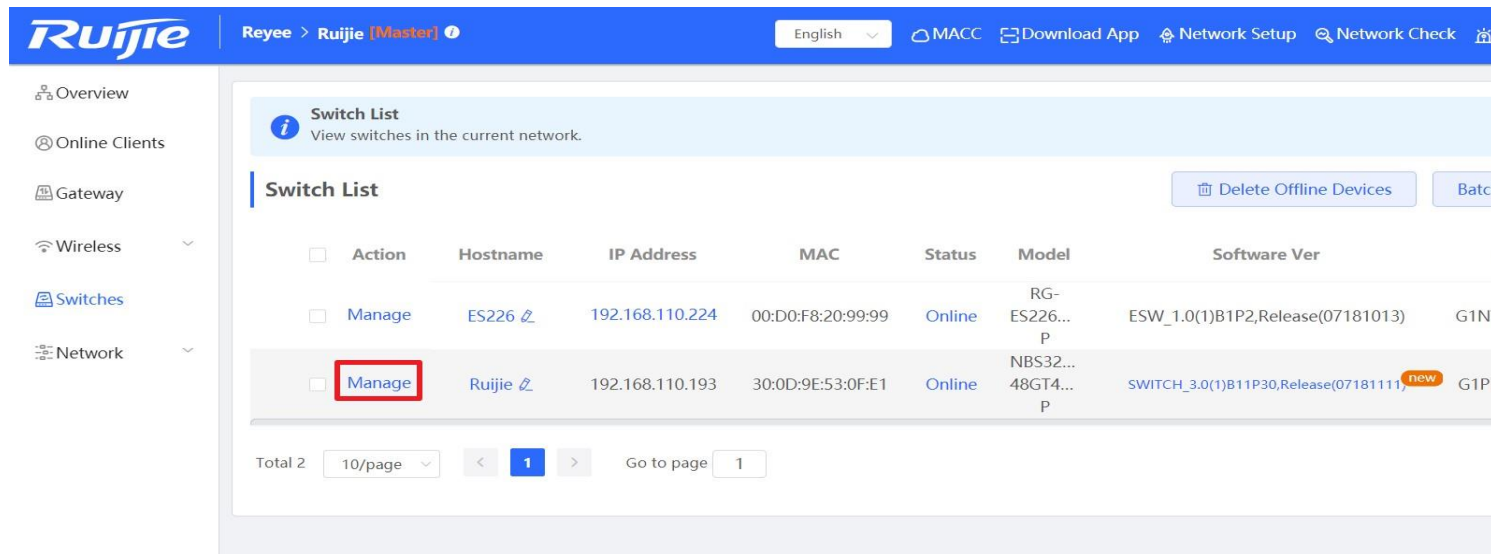 Ruijie Reyee > Ruijie [Master] English MACC Download App Network Setup Network Check
Overview
Online Clients
Gateway
Wireless
Switches
Network
Switch List
View switches in the current network.
Switch List Delete Offline Devices Batc
Action Hostname IP Address MAC Status Model Software Ver
Manage ES226 192.168.110.224 00:D0:F8:20:99:99 Online RG-ES226...P ESW_1.0(1)B1P2,Release(07181013) G1N
Manage Ruijie 192.168.110.193 30:0D:9E:53:0F:E1 Online NBS32...48GT4...P SWITCH_3.0(1)B11P30,Release(07181111) new G1P
Total 2 10/page < 1 > Go to page 1